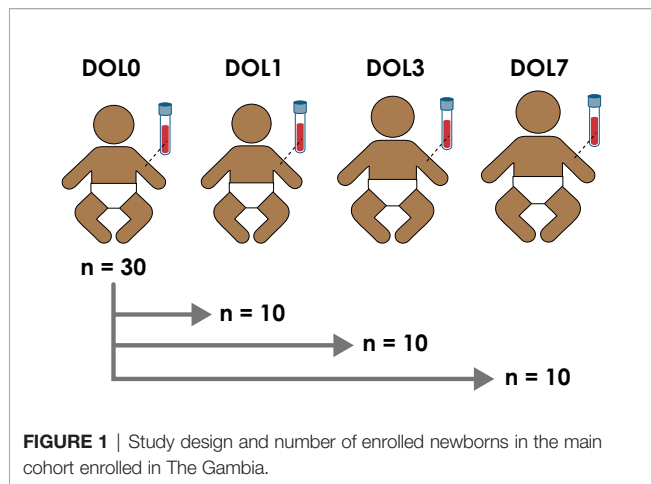 DOL0 DOL1 DOL3 DOL7
n = 30
n = 10
n = 10
n = 10
FIGURE 1 | Study design and number of enrolled newborns in the main
cohort enrolled in The Gambia.